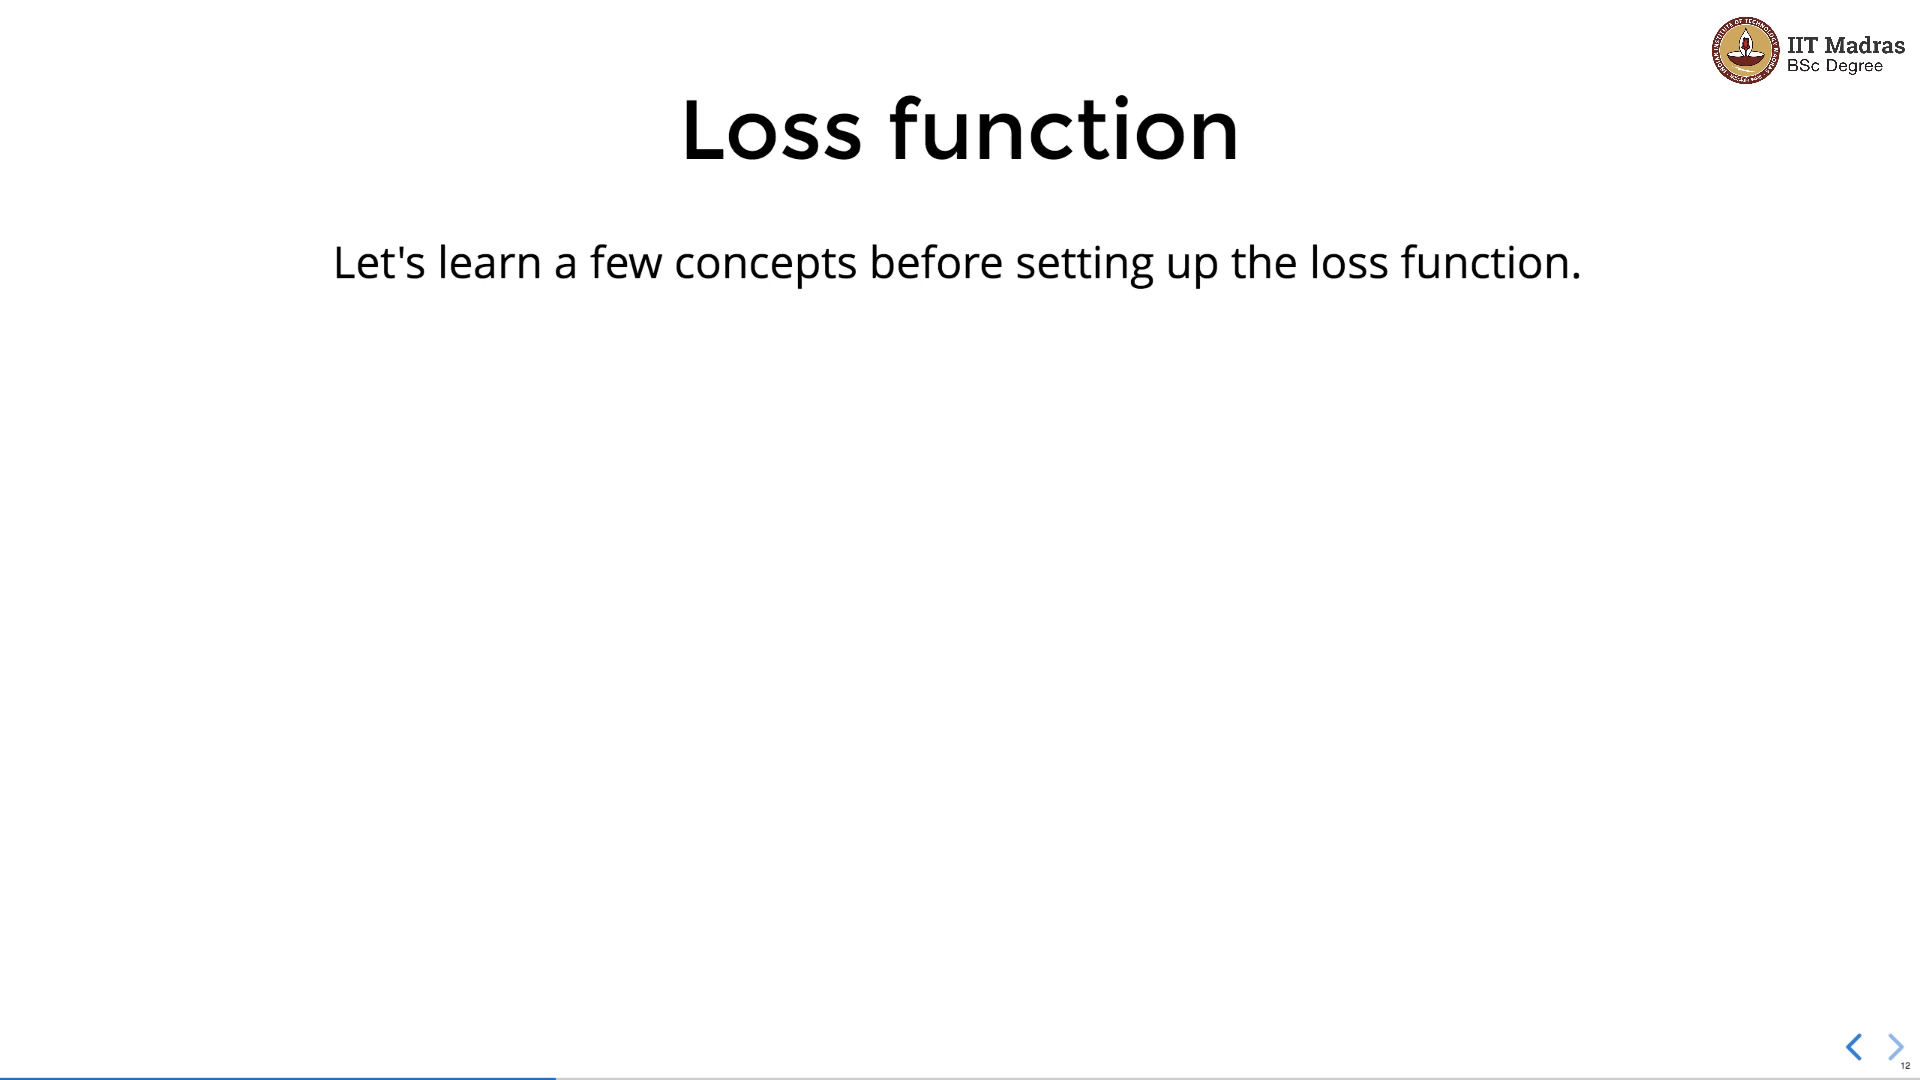 IIT Madras
BSc Degree
Loss function
Let's learn a few concepts before setting up the loss function.
12